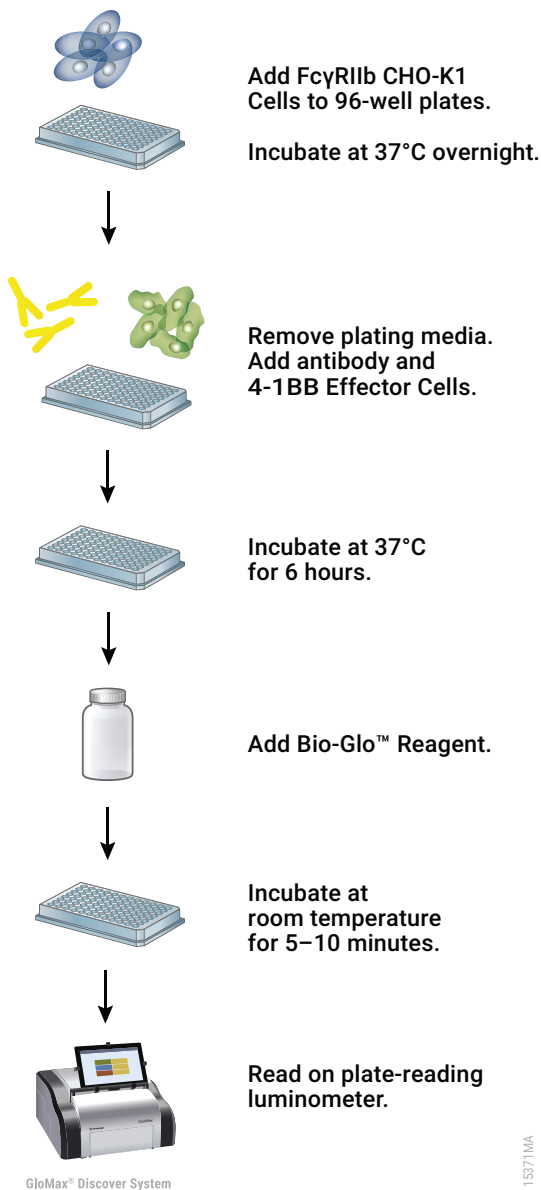 Add FcγRIIb CHO-K1
Cells to 96-well plates.
Incubate at 37°C overnight.
Remove plating media.
Add antibody and
4-1BB Effector Cells.
Incubate at 37°C
for 6 hours.
Add Bio-Glo™ Reagent.
Incubate at
room temperature
for 5–10 minutes.
Read on plate-reading
luminometer.
GloMax
GloMax® Discover System
15371MA